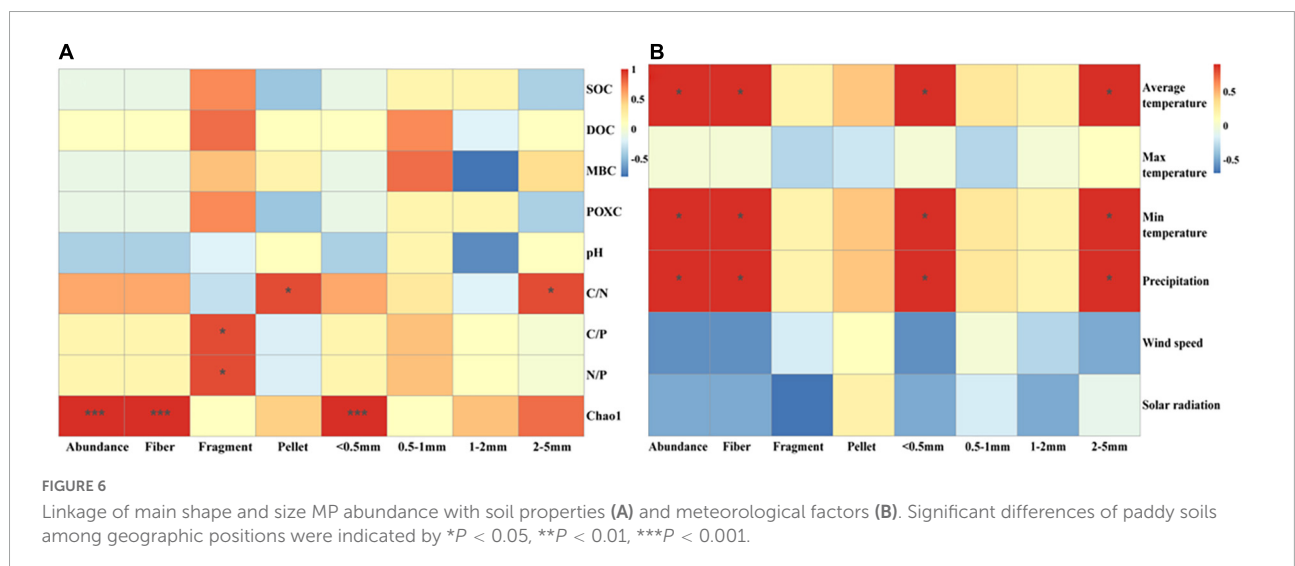 A
B
1
0.5
0
-0.5
SOC
DOC
MBC
POXC
pH
C/N
* *
C/P
*
N/P
*
Chao1
*** *** ***
Abundance Fiber Fragment Pellet <0.5mm 0.5-1mm 1-2mm 2-5mm
0.5
0
-0.5
Average
temperature
* * * *
Max
temperature
Min
temperature
* * * *
Precipitation
* * * *
Wind speed
Solar radiation
Abundance Fiber Fragment Pellet <0.5mm 0.5-1mm 1-2mm 2-5mm
FIGURE 6
Linkage of main shape and size MP abundance with soil properties (A) and meteorological factors (B). Significant differences of paddy soils
among geographic positions were indicated by *P < 0.05, **P < 0.01, ***P < 0.001.